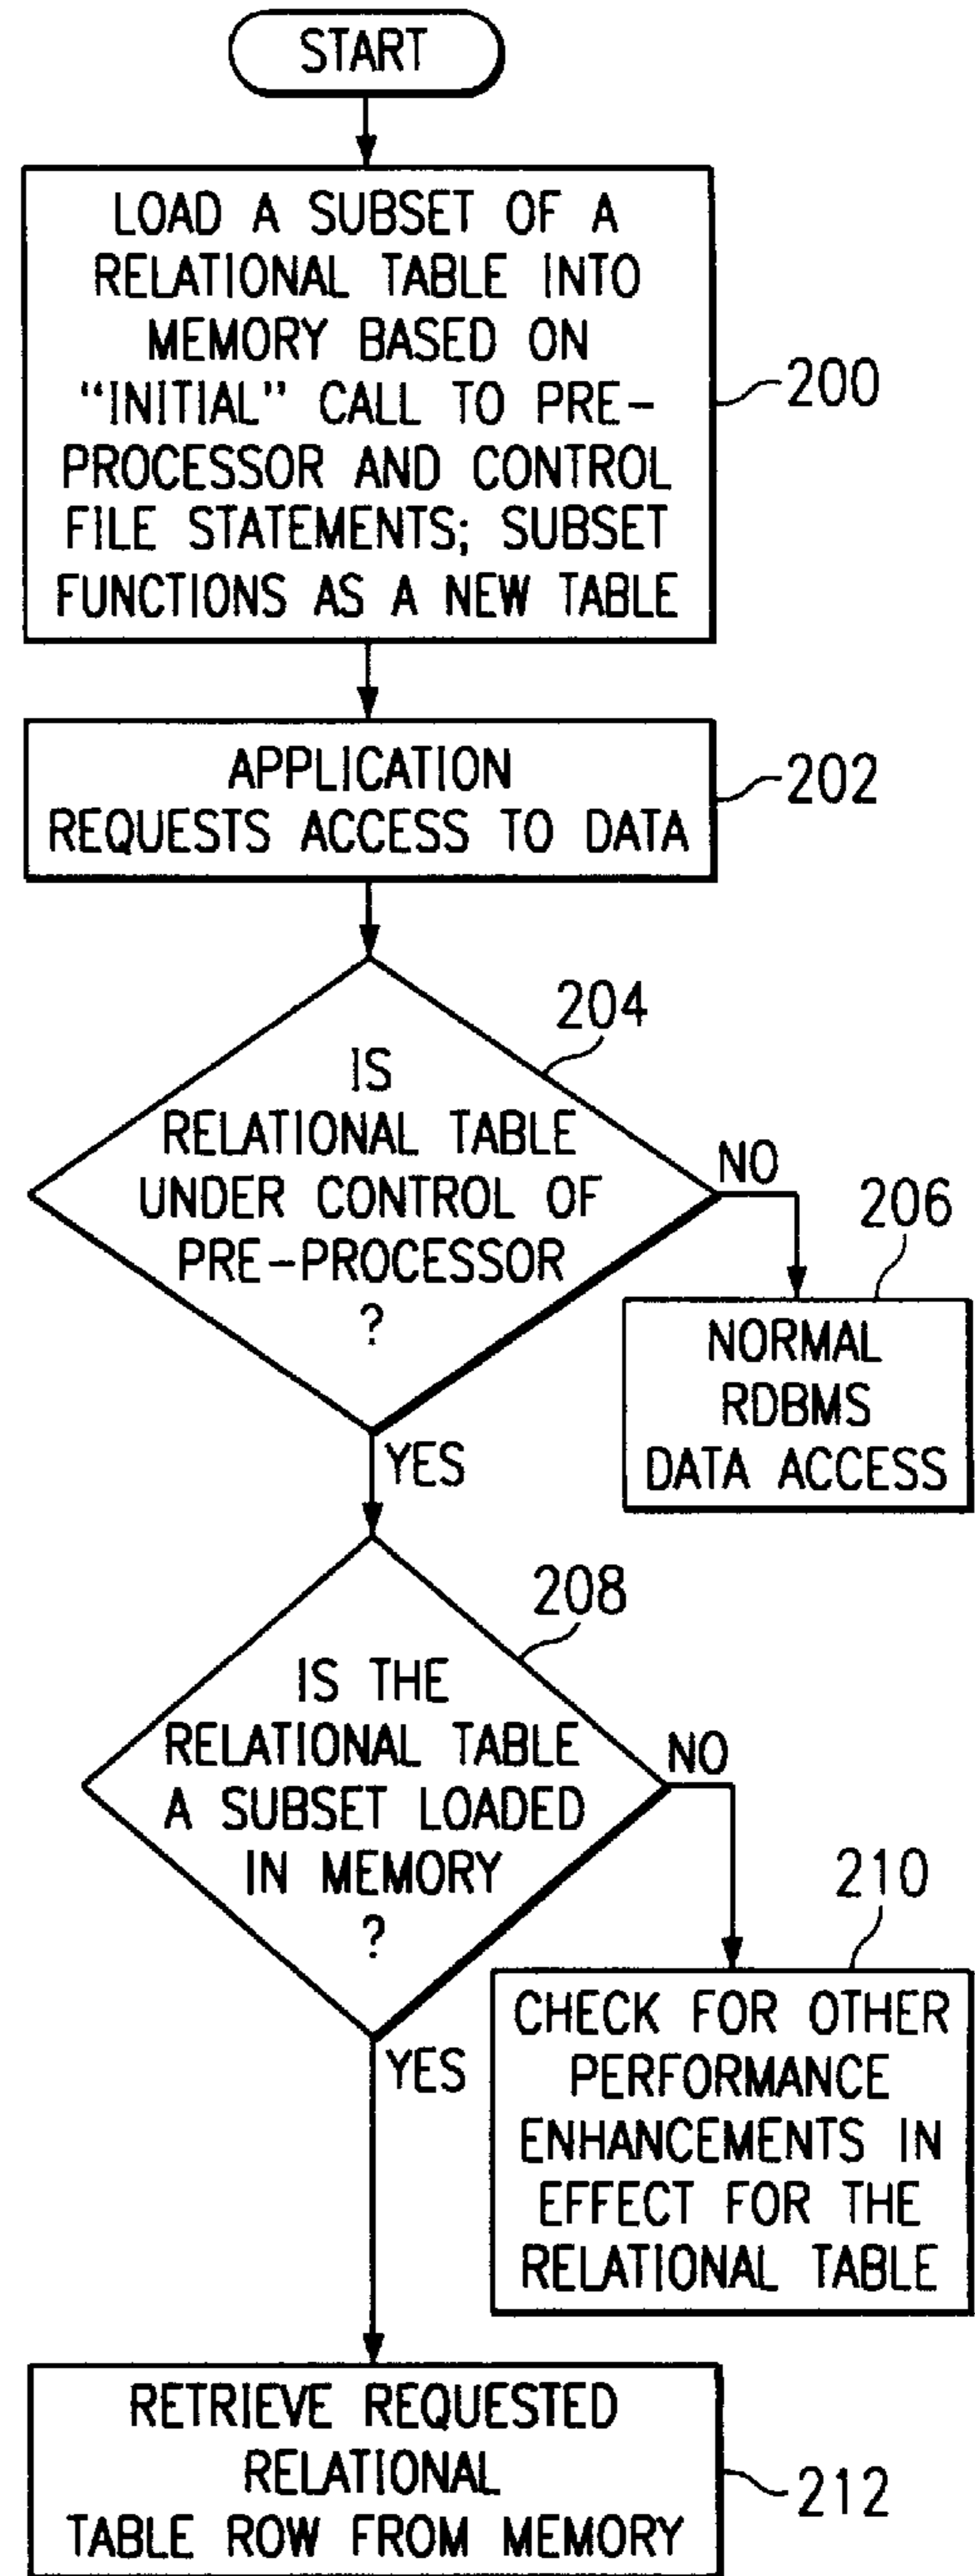 START
LOAD A SUBSET OF A
RELATIONAL TABLE INTO
MEMORY BASED ON
"INITIAL" CALL TO PRE-
PROCESSOR AND CONTROL
FILE STATEMENTS; SUBSET
FUNCTIONS AS A NEW TABLE
200
APPLICATION
REQUESTS ACCESS TO DATA
202
204
IS
RELATIONAL TABLE
UNDER CONTROL OF
PRE-PROCESSOR
?
NO
206
NORMAL
RDBMS
DATA ACCESS
YES
208
IS THE
RELATIONAL TABLE
A SUBSET LOADED
IN MEMORY
?
NO
210
CHECK FOR OTHER
PERFORMANCE
ENHANCEMENTS IN
EFFECT FOR THE
RELATIONAL TABLE
YES
RETRIEVE REQUESTED
RELATIONAL
TABLE ROW FROM MEMORY
212